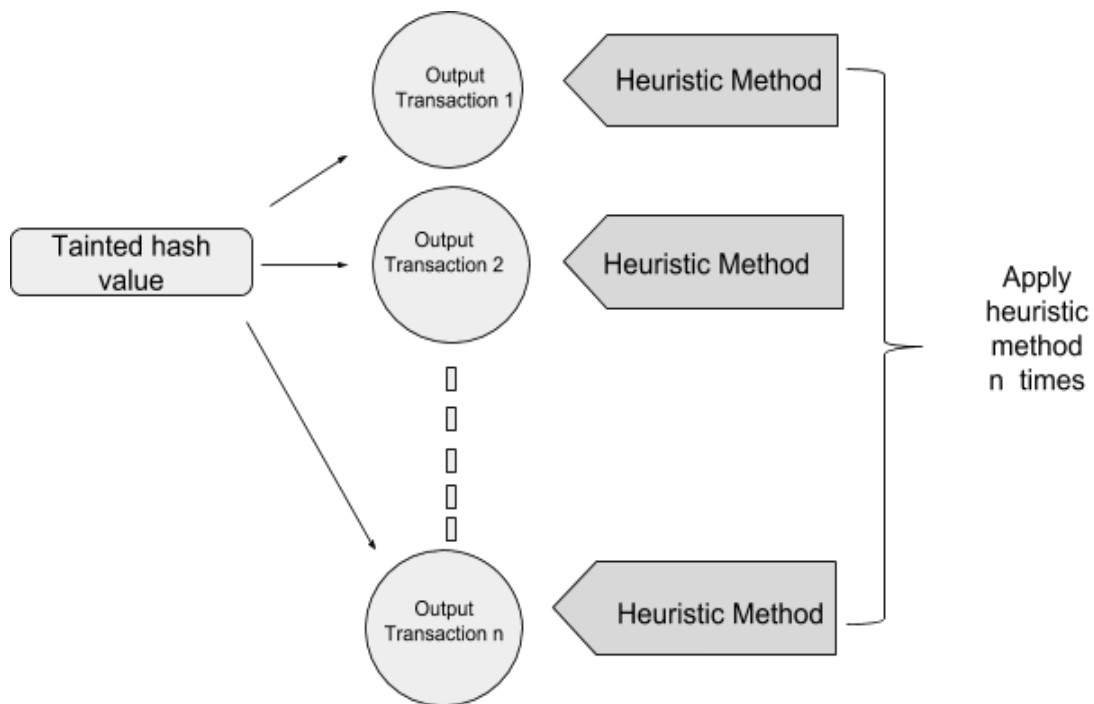 Output
Transaction 1
Heuristic Method
Tainted hash
value
Output
Transaction 2
Heuristic Method
Apply
heuristic
method
n times
Output
Transaction n
Heuristic Method